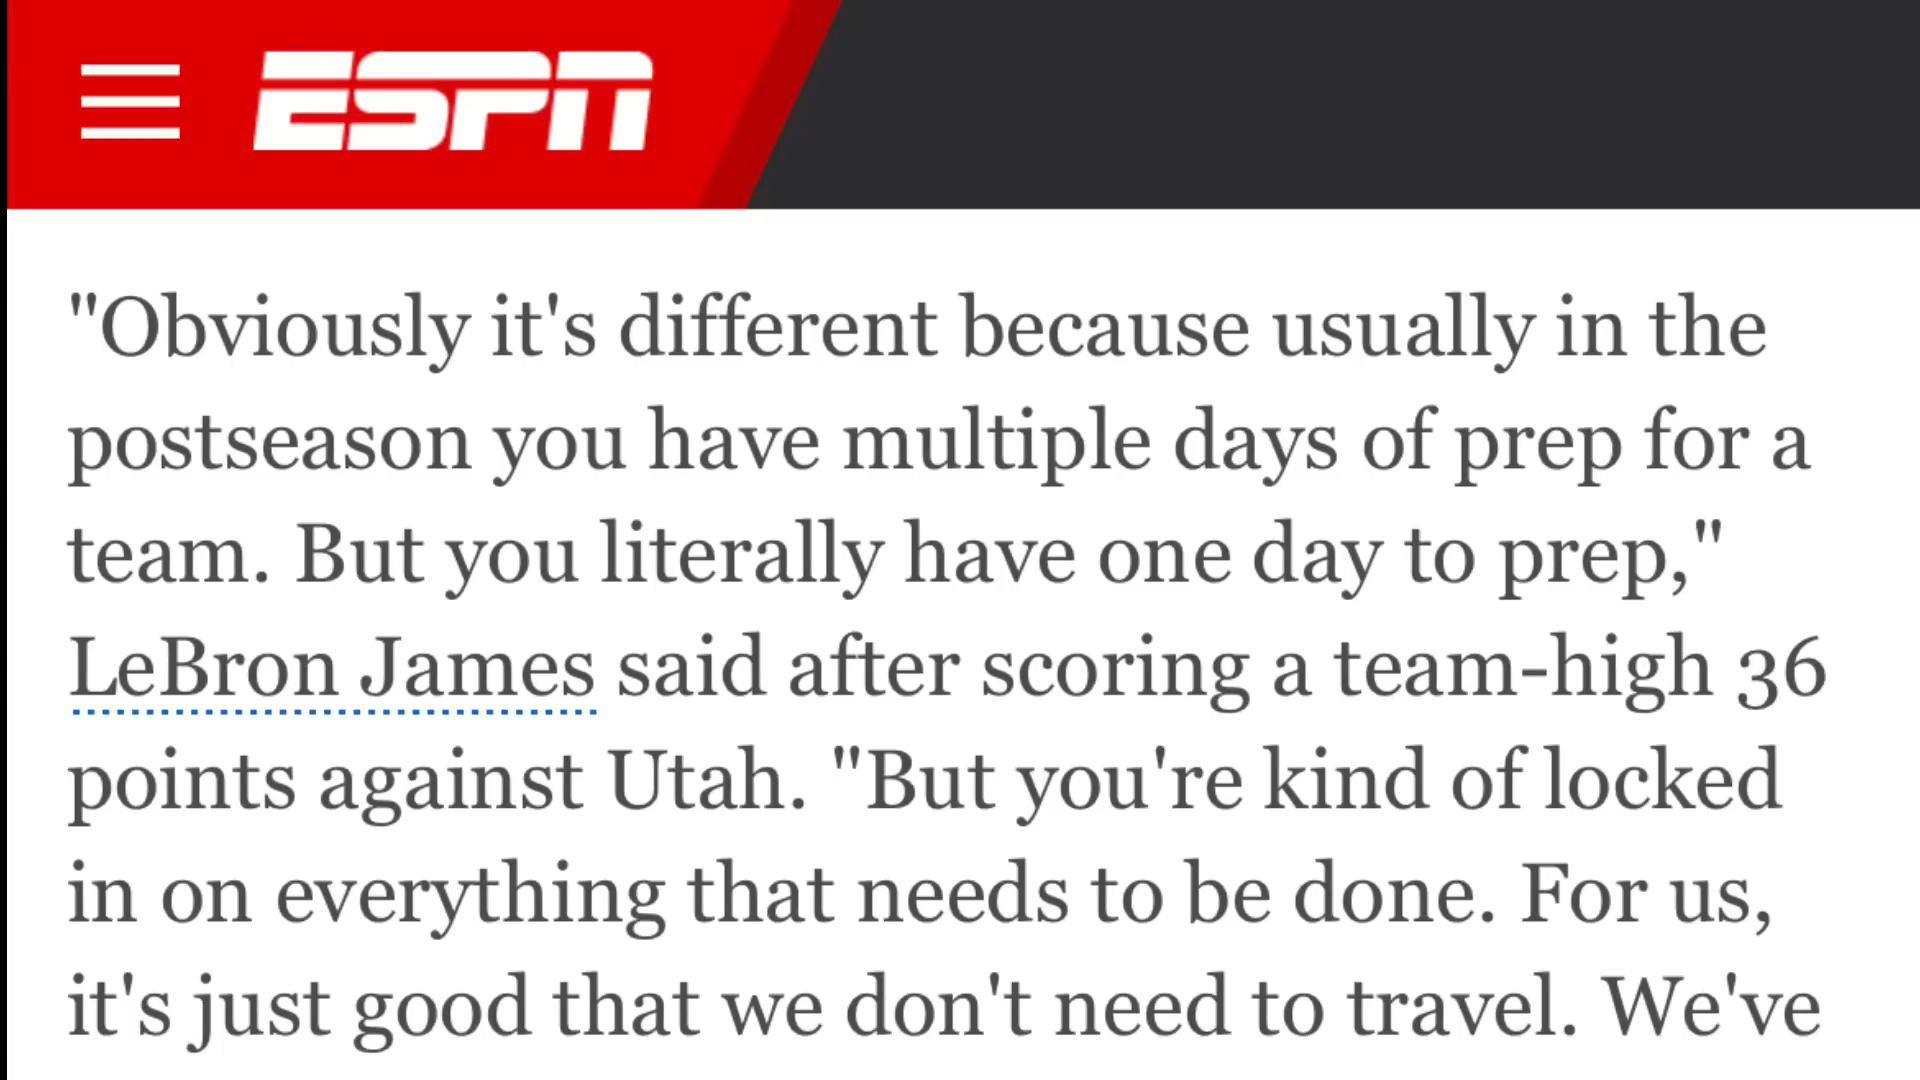 ESPN
"Obviously it's different because usually in the
postseason you have multiple days of prep for a
team. But you literally have one day to prep,"
LeBron James said after scoring a team-high 36
points against Utah. "But you're kind of locked
in on everything that needs to be done. For us,
it's just good that we don't need to travel. We've